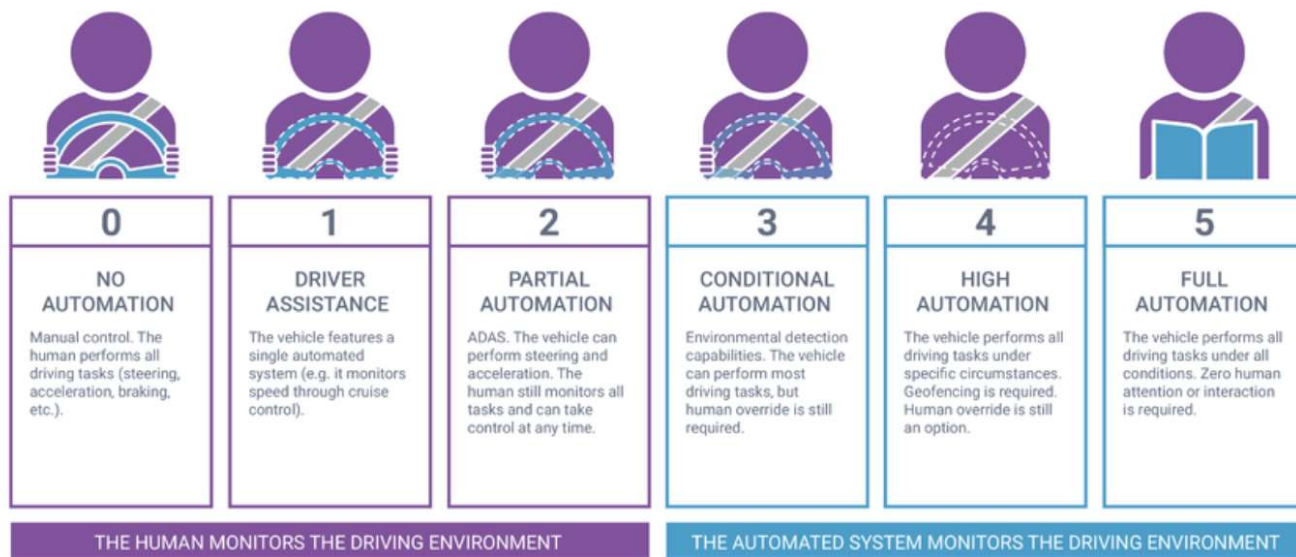 0
NO
AUTOMATION
Manual control. The
human performs all
driving tasks (steering,
acceleration, braking,
etc.).
1
DRIVER
ASSISTANCE
The vehicle features a
single automated
system (e.g. it monitors
speed through cruise
control).
2
PARTIAL
AUTOMATION
ADAS. The vehicle can
perform steering and
acceleration. The
human still monitors all
tasks and can take
control at any time.
3
CONDITIONAL
AUTOMATION
Environmental detection
capabilities. The vehicle
can perform most
driving tasks, but
human override is still
required.
4
HIGH
AUTOMATION
The vehicle performs all
driving tasks under
specific circumstances.
Geofencing is required.
Human override is still
an option.
5
FULL
AUTOMATION
The vehicle performs all
driving tasks under all
conditions. Zero human
attention or interaction
is required.
THE HUMAN MONITORS THE DRIVING ENVIRONMENT
THE AUTOMATED SYSTEM MONITORS THE DRIVING ENVIRONMENT